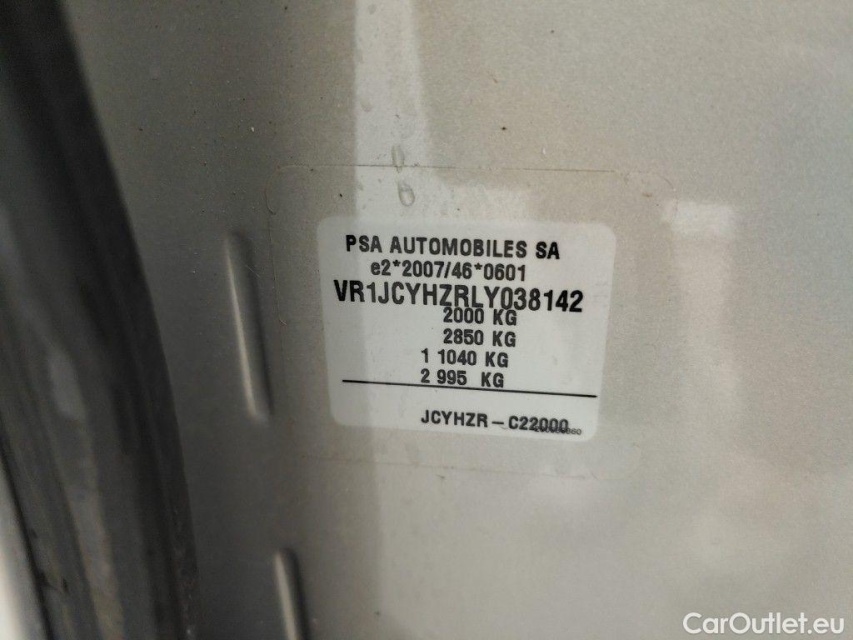 PSA AUTOMOBILES SA
e2*2007/46*0601
VR1JCYHZRLY038142
2000 KG
2850 KG
1 1040 KG
2 995 KG
JCYHZR-C22000
CarOutlet.eu